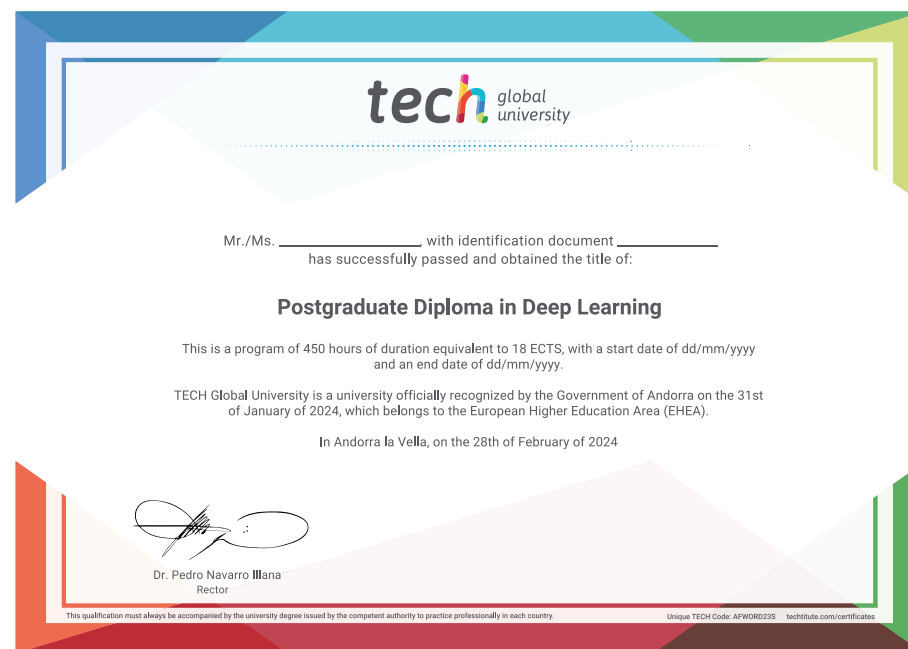 tech global university
Mr./Ms. ____________________, with identification document ______________
has successfully passed and obtained the title of:
Postgraduate Diploma in Deep Learning
This is a program of 450 hours of duration equivalent to 18 ECTS, with a start date of dd/mm/yyyy
and an end date of dd/mm/yyyy.
TECH Global University is a university officially recognized by the Government of Andorra on the 31st
of January of 2024, which belongs to the European Higher Education Area (EHEA).
In Andorra la Vella, on the 28th of February of 2024
Dr. Pedro Navarro Illana
Rector
This qualification must always be accompanied by the university degree issued by the competent authority to practice professionally in each country.
Unique TECH Code: AFWORD23S techtitute.com/certificates